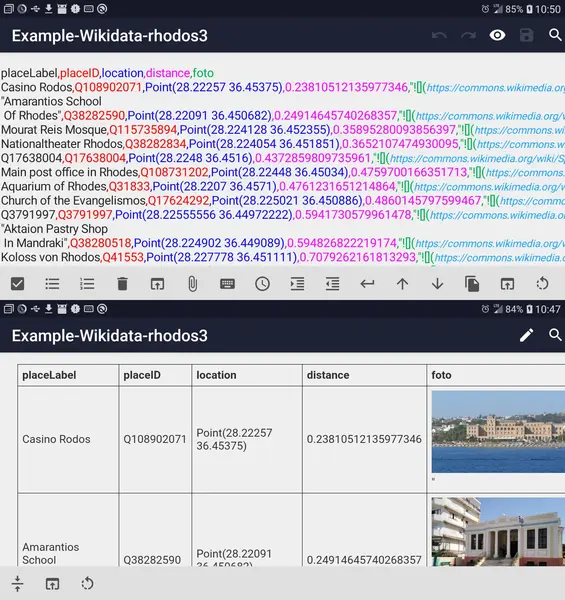 85% 10:50
Example-Wikidata-rhodos3
placeLabel,placeID,location,distance,foto
Casino Rodos,Q108902071,Point(28.22257 36.45375),0.23810512135977346,"![](https://commons.wikimedia.org/
"Amarantios School
Of Rhodes",Q38282590,Point(28.22091 36.450682),0.24914645740268357,"![](https://commons.wikimedia.org/w
Mourat Reis Mosque,Q115735894,Point(28.224128 36.452355),0.35895280093856397,"![](https://commons.wikime
Nationaltheater Rhodos,Q38282834,Point(28.224054 36.451851),0.3652107474930095,"![](https://commons.wikime
Q17638004,Q17638004,Point(28.2248 36.4516),0.4372859809735961,"![](https://commons.wikimedia.org/wiki/Sp
Main post office in Rhodes,Q108731202,Point(28.22448 36.45034),0.4759700166351713,"![](https://commons.wi
Aquarium of Rhodes,Q31833,Point(28.2207 36.4571),0.4761231651214864,"![](https://commons.wikimedia.org/w
Church of the Evangelismos,Q17624292,Point(28.225021 36.450886),0.4860145797599467,"![](https://commons.w
Q3791997,Q3791997,Point(28.22555556 36.44972222),0.5941730579961478,"![](https://commons.wikimedia.org/
"Aktaion Pastry Shop
In Mandraki",Q38280518,Point(28.224902 36.449089),0.594826822219174,"![](https://commons.wikimedia.org
Koloss von Rhodos,Q41553,Point(28.227778 36.451111),0.7079262161813293,"![](https://commons.wikimedia.o
84% 10:47
Example-Wikidata-rhodos3
placeLabel placeID location distance foto
Casino Rodos Q108902071 Point(28.22257 36.45375) 0.23810512135977346
"
Amarantios School Q38282590 Point(28.22091 36.450682) 0.24914645740268357